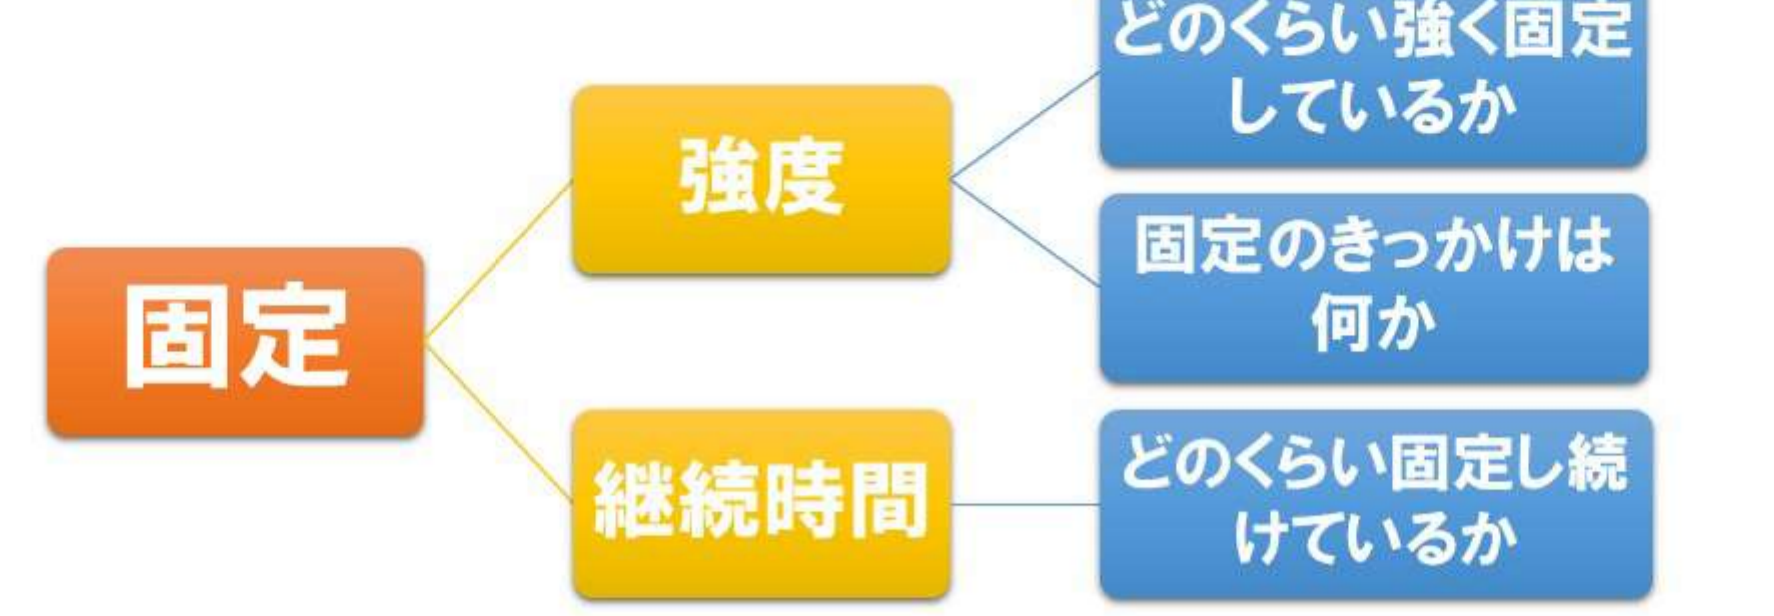 固定
強度
どのくらい強く固定
しているか
固定のきっかけは
何か
継続時間
どのくらい固定し続
けているか